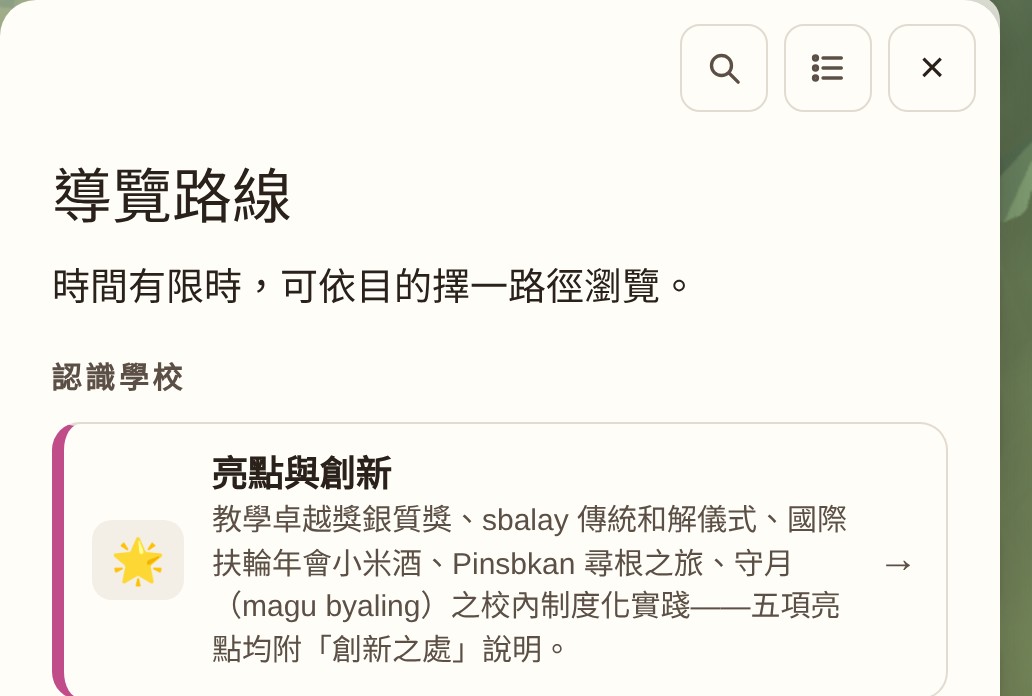 導覽路線
時間有限時，可依目的擇一路徑瀏覽。
認識學校
亮點與創新
教學卓越獎銀質獎、sbalay 傳統和解儀式、國際
扶輪年會小米酒、Pinsbkan 尋根之旅、守月
（magu byaling）之校內制度化實踐——五項亮
點均附「創新之處」說明。